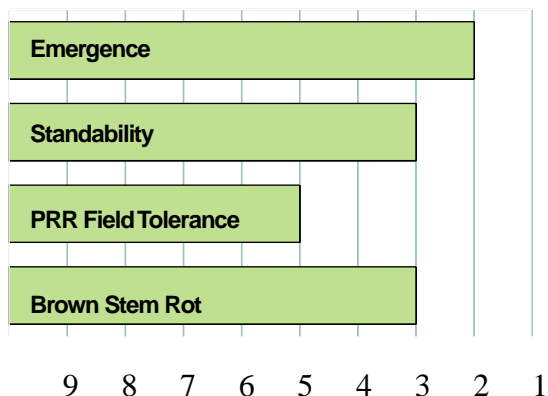 Emergence
Standability
PRR Field Tolerance
Brown Stem Rot
9 8 7 6 5 4 3 2 1